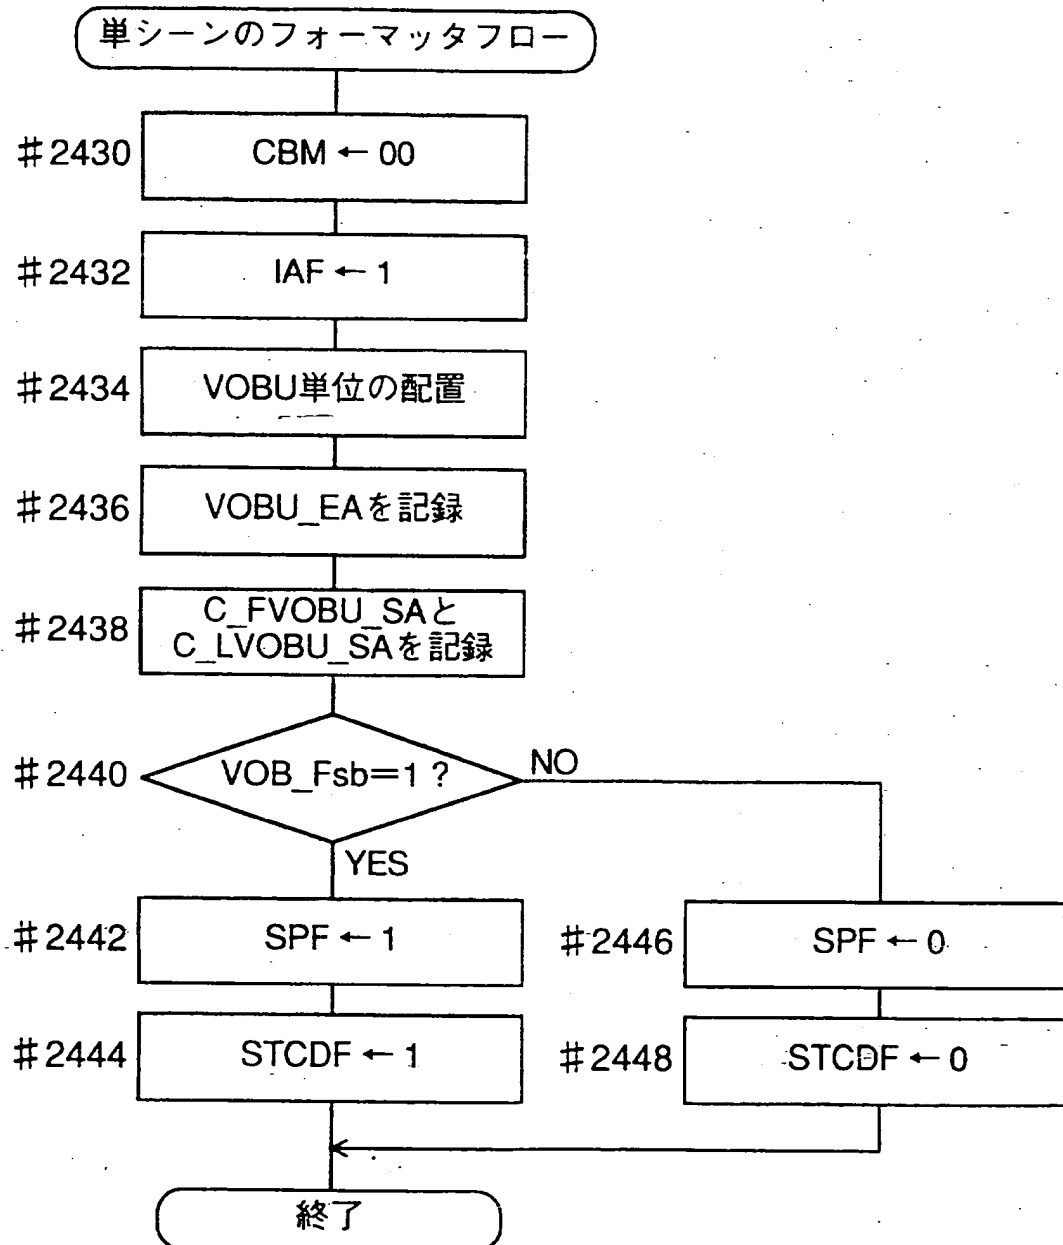 単シーンのフォーマッタフロー
#2430
CBM ← 00
#2432
IAF ← 1
#2434
VOBU単位の配置
#2436
VOBU_EAを記録
#2438
C_FVOBU_SAと
C_LVOBU_SAを記録
#2440
VOB_Fsb=1 ?
NO
YES
#2442
SPF ← 1
#2446
SPF ← 0
#2444
STCDF ← 1
#2448
STCDF ← 0
終了